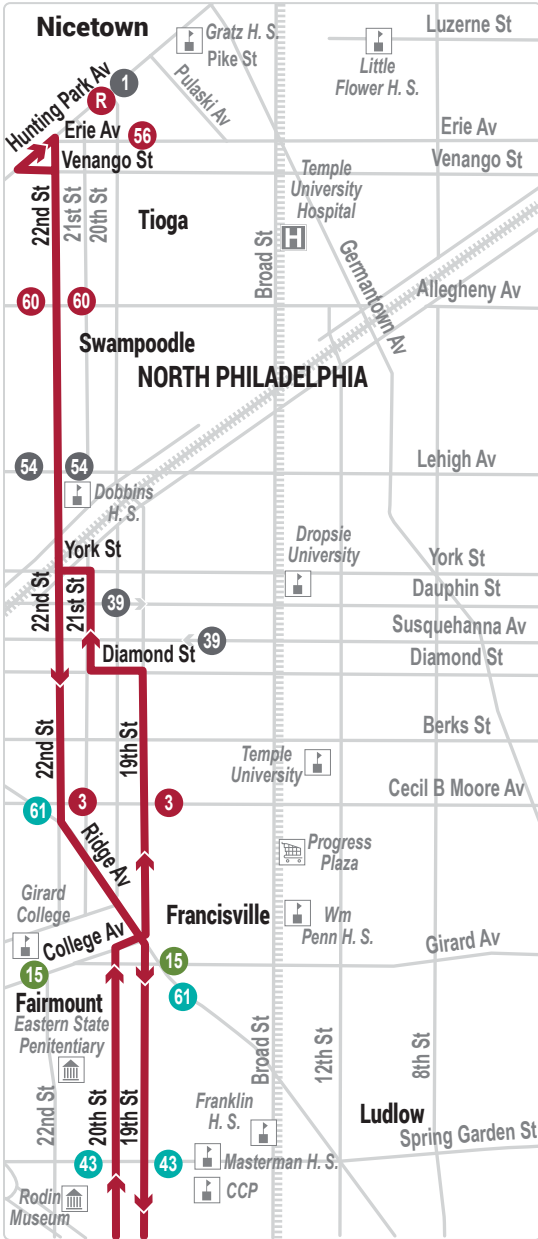 Nicetown
Gratz H. S.
Pike St
Luzerne St
Little
Flower H. S.
Hunting Park Av
1
R
Pulaski Av
Erie Av
56
Erie Av
Venango St
Venango St
22nd St
21st St
20th St
Tioga
Temple
University
Hospital
H
Broad St
Germantown Av
60
60
Allegheny Av
Swampoodle
NORTH PHILADELPHIA
54
54
Lehigh Av
Dobbins
H. S.
Dropsie
University
York St
York St
22nd St
21st St
39
Dauphin St
39
Susquehanna Av
Diamond St
Diamond St
22nd St
19th St
Berks St
Temple
University
61
3
3
Cecil B Moore Av
Ridge Av
Progress
Plaza
Girard
College
Francisville
Wm
Penn H. S.
College Av
Girard Av
15
15
61
Fairmount
Eastern State
Penitentiary
22nd St
20th St
19th St
Broad St
12th St
8th St
Franklin
H. S.
Ludlow
Spring Garden St
43
43
Masterman H. S.
CCP
Rodin
Museum